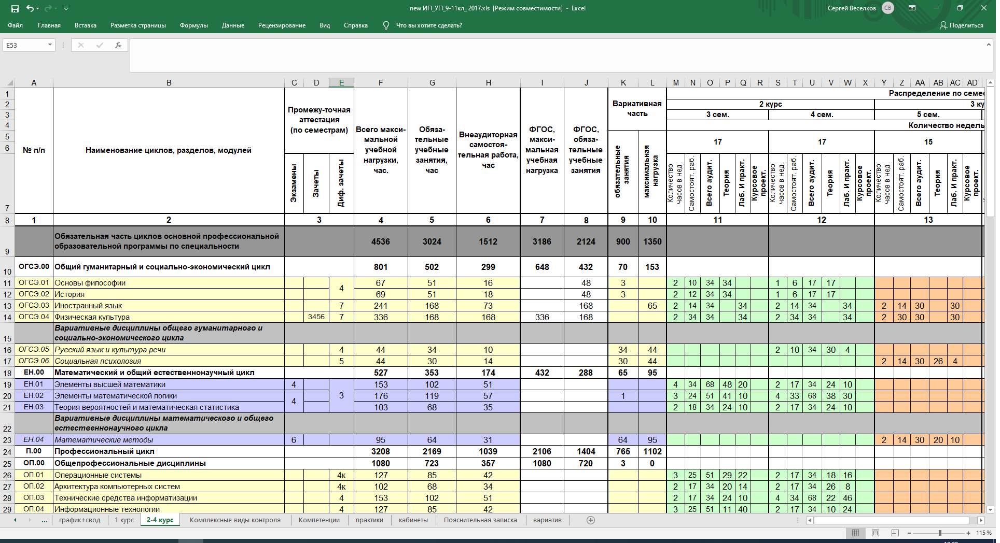 new ИП_УП_9-11кл_ 2017.xls [Режим совместимости] - Excel
Сергей Веселков СВ
Файл Главная Вставка Разметка страницы Формулы Данные Рецензирование Вид Справка Что вы хотите сделать? Поделиться
E53 fx
A B C D E F G H I J K L M N O P Q R S T U V W X Y Z AA AB AC AD
1 2 3 4 5 6 7
№ п/п
Наименование циклов, разделов, модулей
Промежу-точная
аттестация
(по семестрам)
Экзамены
Зачеты
Диф. зачеты
Всего макси-
мальной
учебной
нагрузки,
час.
Обяза-
тельные
учебные
занятия,
час
Внеаудиторная
самостоя-
тельная работа,
час
ФГОС,
макси-
мальная
учебная
нагрузка
ФГОС,
обяза-
тельные
учебные
занятия
Вариативная
часть
обязательные
занятия
максимальная
нагрузка
Распределение по семес
2 курс 3 ку
3 сем. 4 сем. 5 сем.
Количество недель
17 17 15
Количество
часов в нед.
Самостоят. раб.
Всего аудит.
Теория
Лаб. И практ.
Курсовое
проект.
Количество
часов в нед.
Самостоят. раб.
Всего аудит.
Теория
Лаб. И практ.
Курсовое
проект.
Количество
часов в нед.
Самостоят. раб.
Всего аудит.
Теория
Лаб. И практ.
Курсовое
проект.
8 1 2 3 4 5 6 7 8 9 10 11 12 13
9 Обязательная часть циклов основной профессиональной
образовательной программы по специальности 4536 3024 1512 3186 2124 900 1350
10 ОГСЭ.00 Общий гуманитарный и социально-экономический цикл 801 502 299 648 432 70 153
11 ОГСЭ.01 Основы философии 4 67 51 16 48 3 2 10 34 34 1 6 17 17
12 ОГСЭ.02 История 69 51 18 48 3 2 12 34 34 1 6 17 17
13 ОГСЭ.03 Иностранный язык 7 241 168 73 168 65 2 14 34 34 2 14 34 34 2 14 30 30
14 ОГСЭ.04 Физическая культура 3456 7 336 168 168 336 168 2 34 34 34 2 34 34 34 2 30 30 30
15 Вариативные дисциплины общего гуманитарного и
социально-экономического цикла
16 ОГСЭ.05 Русский язык и культура речи 4 44 34 10 34 44 2 10 34 30 4
17 ОГСЭ.06 Социальная психология 5 44 30 14 30 44 2 14 30 26 4
18 ЕН.00 Математический и общий естественнонаучный цикл 527 353 174 432 288 65 95
19 ЕН.01 Элементы высшей математики 4 153 102 51 4 34 68 48 20 2 17 34 24 10
20 ЕН.02 Элементы математической логики 4 3 176 119 57 1 3 24 51 41 10 4 33 68 38 30
21 ЕН.03 Теория вероятностей и математическая статистика 103 68 35 2 18 34 24 10 2 17 34 24 10
22 Вариативные дисциплины математического и общего
естественнонаучного цикла
23 ЕН.04 Математические методы 6 95 64 31 64 95 2 14 30 20 10
24 П.00 Профессиональный цикл 3208 2169 1039 2106 1404 765 1102
25 ОП.00 Общепрофессиональные дисциплины 1080 723 357 1080 720 3 0
26 ОП.01 Операционные системы 4к 127 85 42 3 25 51 29 22 2 17 34 18 16
27 ОП.02 Архитектура компьютерных систем 4к 102 68 34 2 17 34 20 14 2 17 34 26 8
28 ОП.03 Технические средства информатизации 4 153 102 51 2 17 34 24 10 4 34 68 22 46
29 ОП.04 Информационные технологии 4 127 85 42 3 25 51 11 40 2 17 34 10 24
... график+свод 1 курс 2-4 курс Комплексные виды контроля Компетенции практики кабинеты Пояснительная записка вариатив
115 %